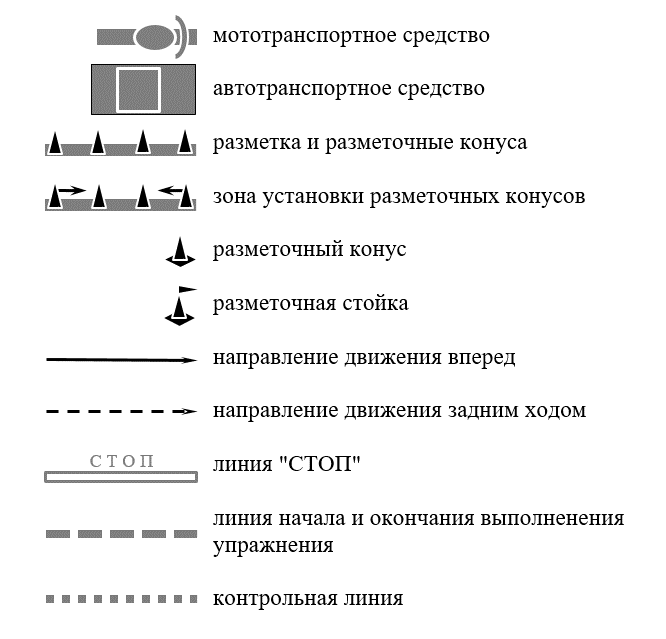 мототранспортное средство
автотранспортное средство
разметка и разметочные конуса
зона установки разметочных конусов
разметочный конус
разметочная стойка
направление движения вперед
направление движения задним ходом
СТОП
линия "СТОП"
линия начала и окончания выполненения
упражнения
контрольная линия